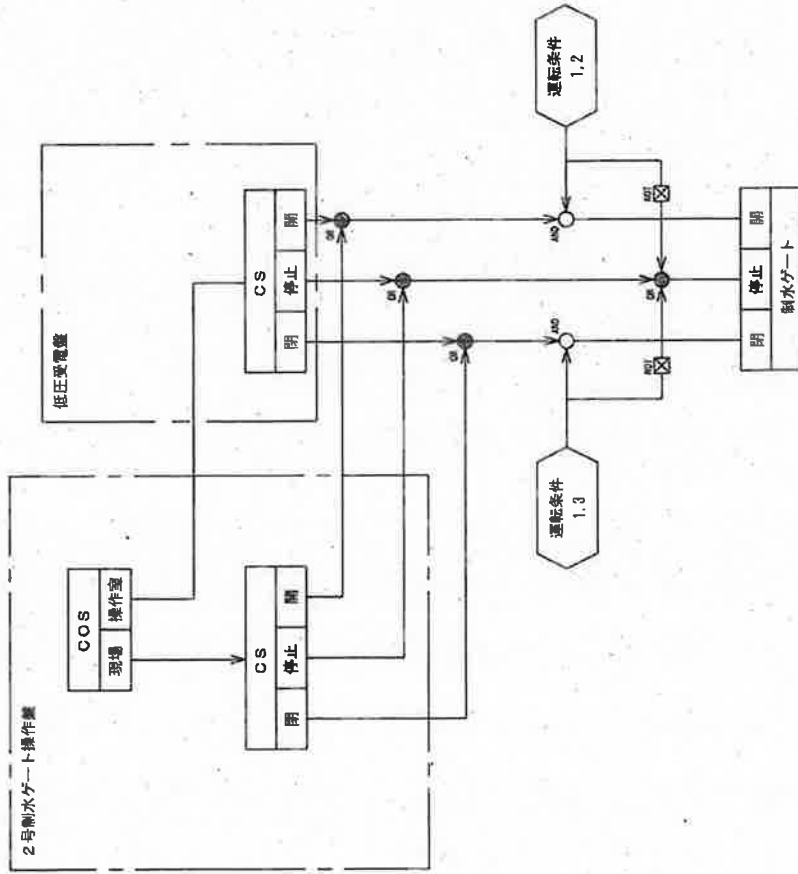 2号制水ゲート操作盤
COS
現場 操作室
CS
閉 停止 開
低圧受電盤
CS
閉 停止 開
OR
OR
OR
運転条件
1,2
運転条件
1.3
AND
AND
NOT
OR
NOT
閉 停止 開
制水ゲート